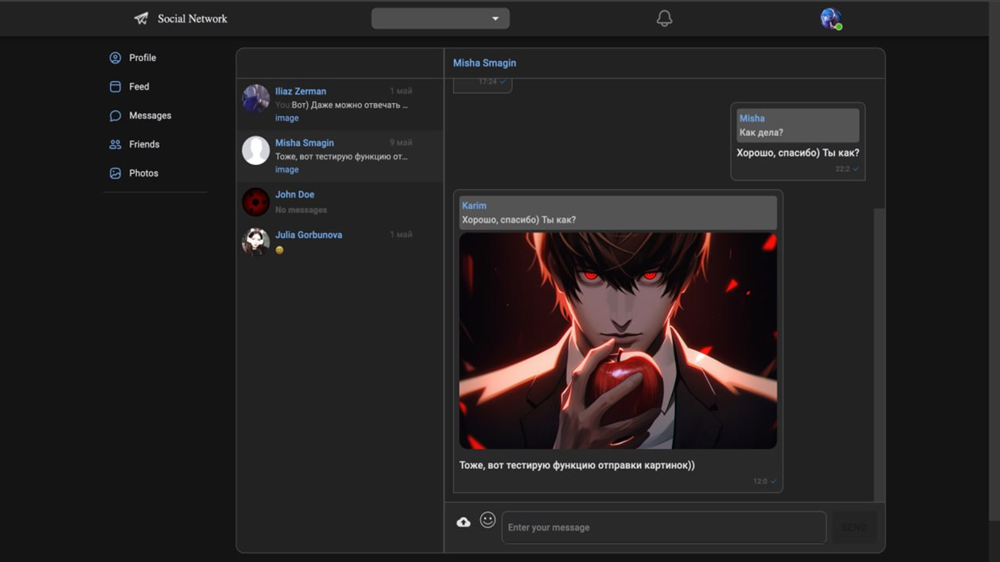 Social Network
Profile
Feed
Messages
Friends
Photos
Iliaz Zerman
1 май
You:Вот) Даже можно отвечать ...
image
Misha Smagin
9 май
Тоже, вот тестирую функцию от...
image
John Doe
No messages
Julia Gorbunova
1 май
Misha Smagin
17:24
Misha
Как дела?
Хорошо, спасибо) Ты как?
22:2
Karim
Хорошо, спасибо) Ты как?
Тоже, вот тестирую функцию отправки картинок))
12:0
Enter your message
SEND